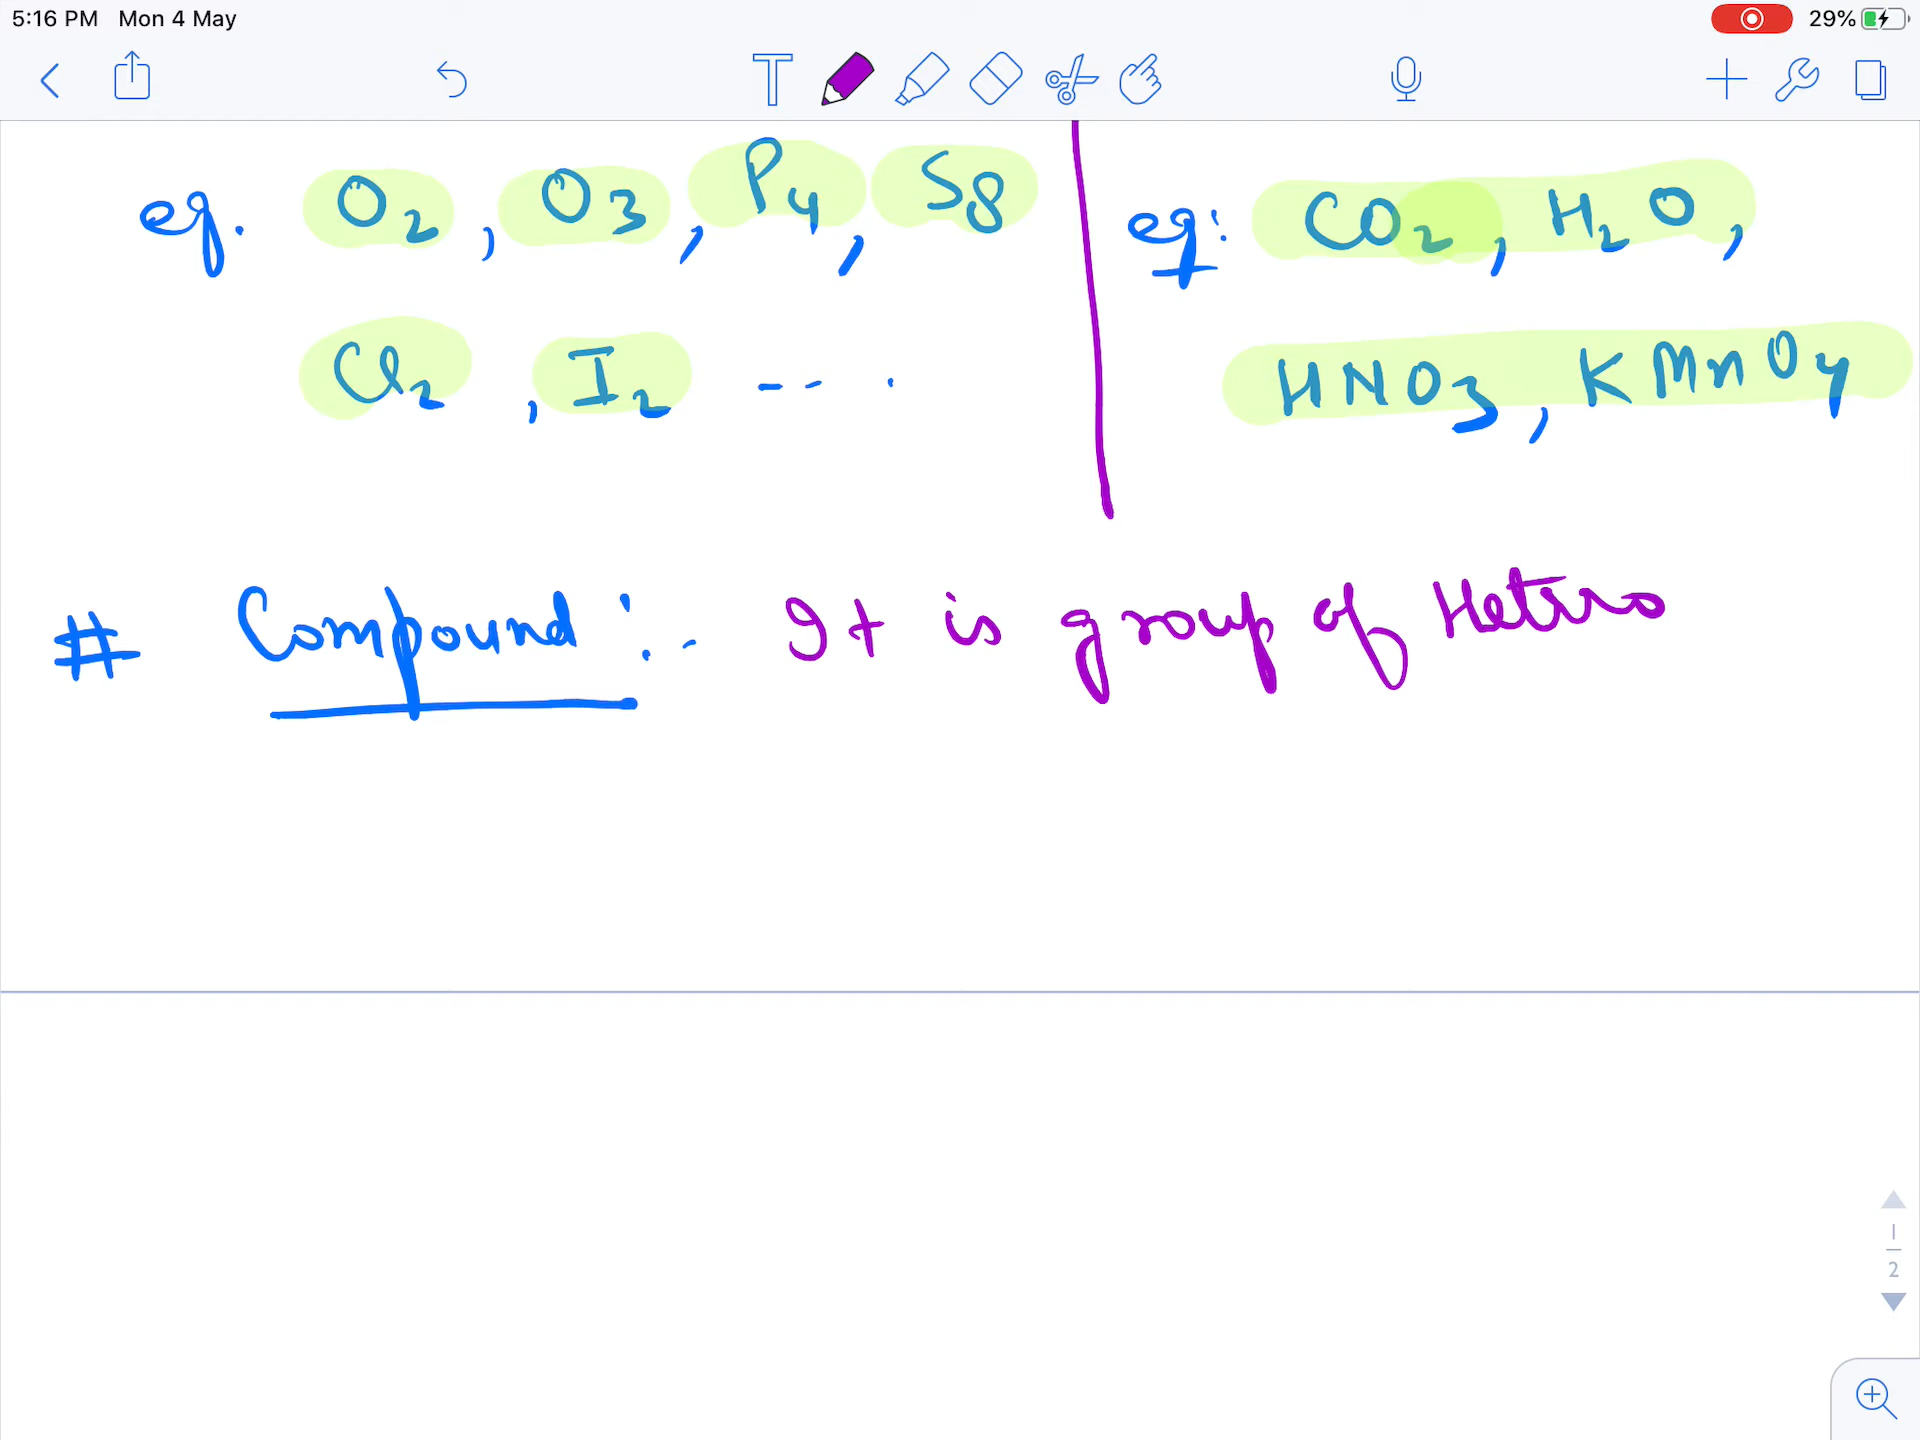 5:16 PM Mon 4 May 29%
T
eg. O2, O3, P4, S8
Cl2, I2 -- .
eg: CO2, H2O,
HNO3, KMnO4
# Compound :- It is group of Hetero
1
2